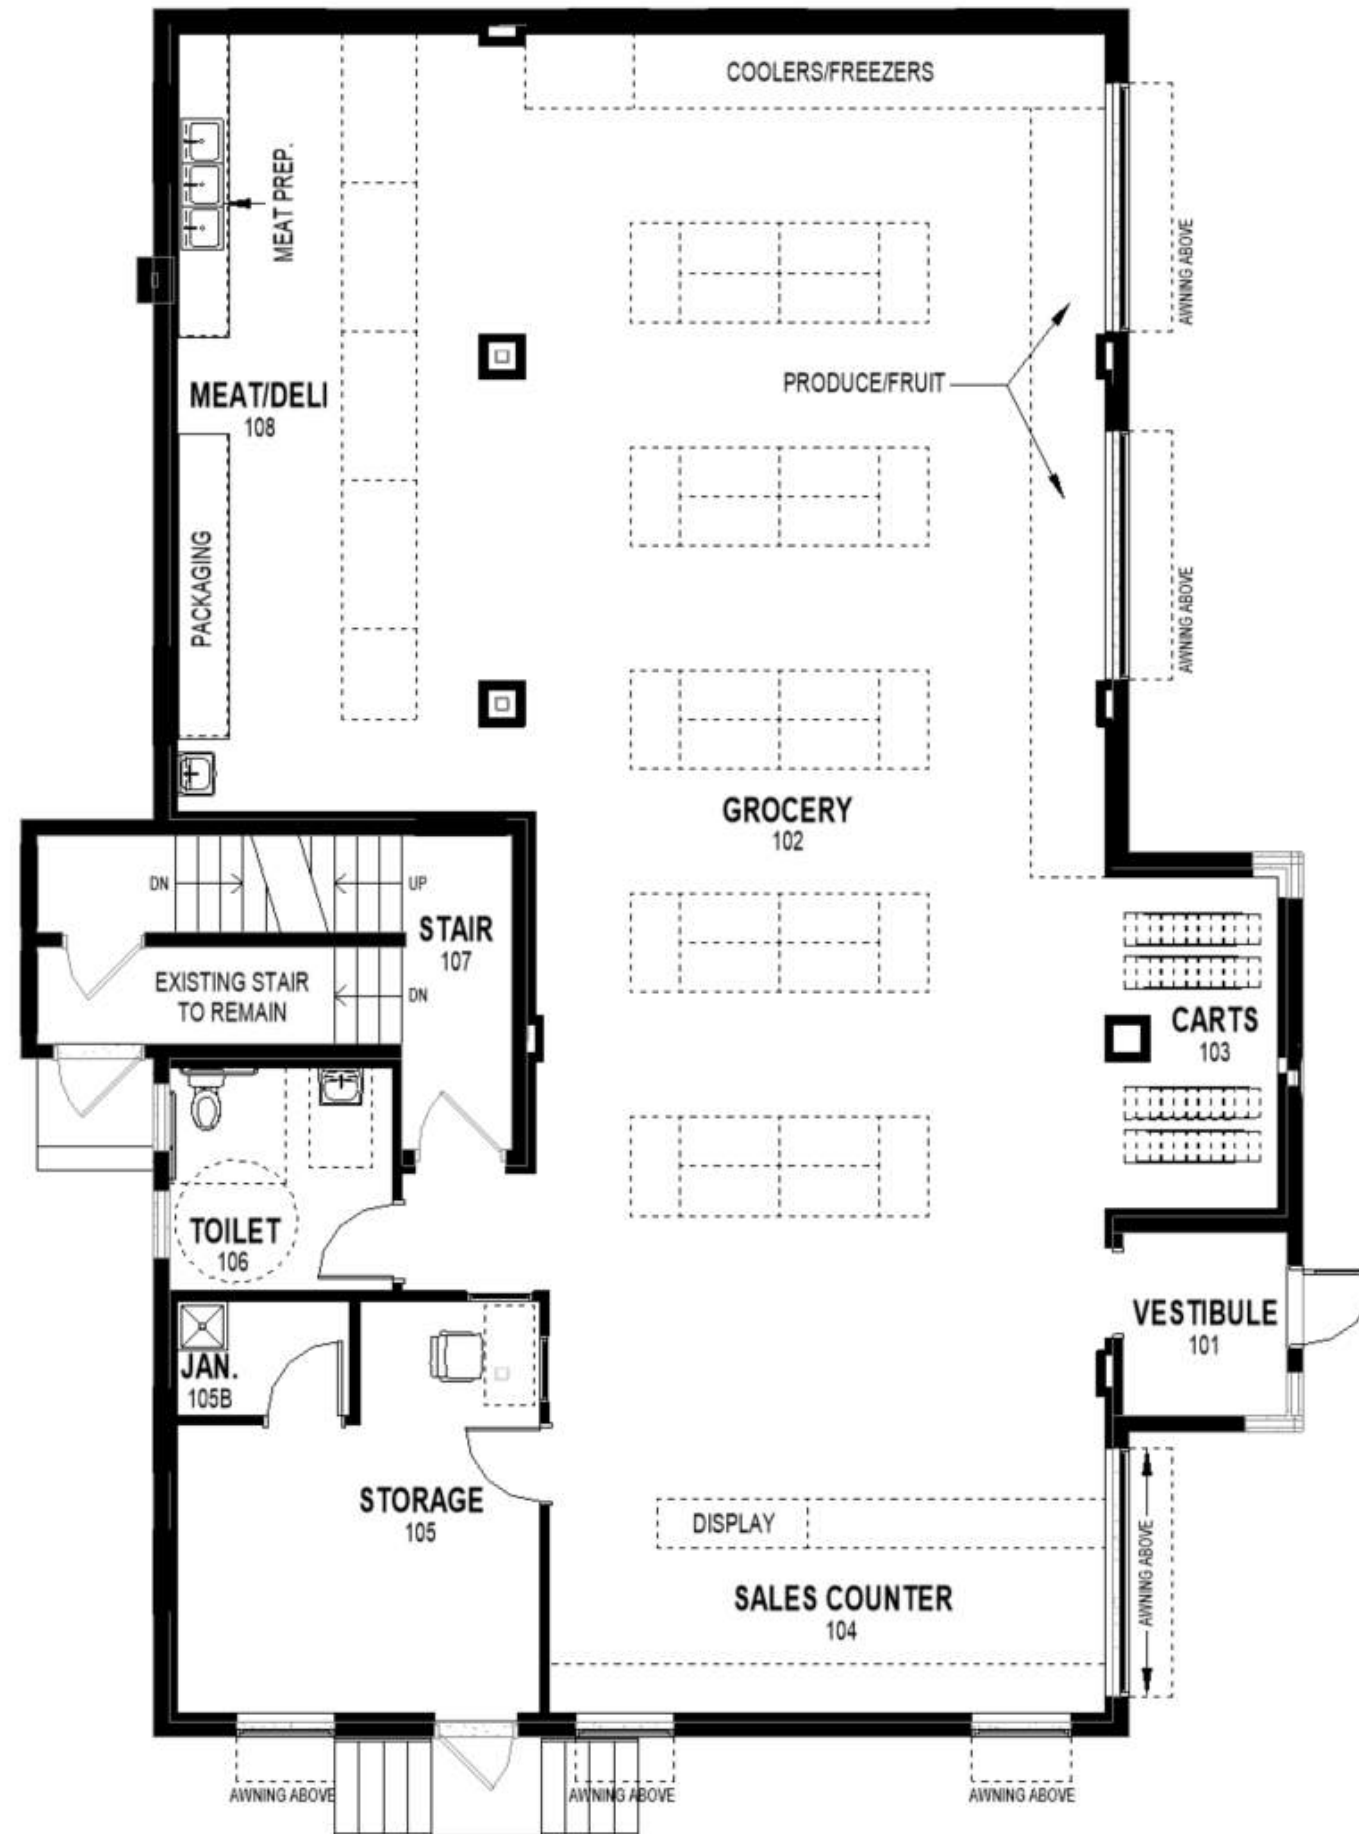 COOLERS/FREEZERS
MEAT PREP.
AWNING ABOVE
PRODUCE/FRUIT
MEAT/DELI
108
PACKAGING
AWNING ABOVE
GROCERY
102
DN
UP
STAIR
107
EXISTING STAIR
TO REMAIN
DN
CARTS
103
TOILET
106
VESTIBULE
101
JAN.
105B
STORAGE
105
DISPLAY
AWNING ABOVE
SALES COUNTER
104
AWNING ABOVE
AWNING ABOVE
AWNING ABOVE